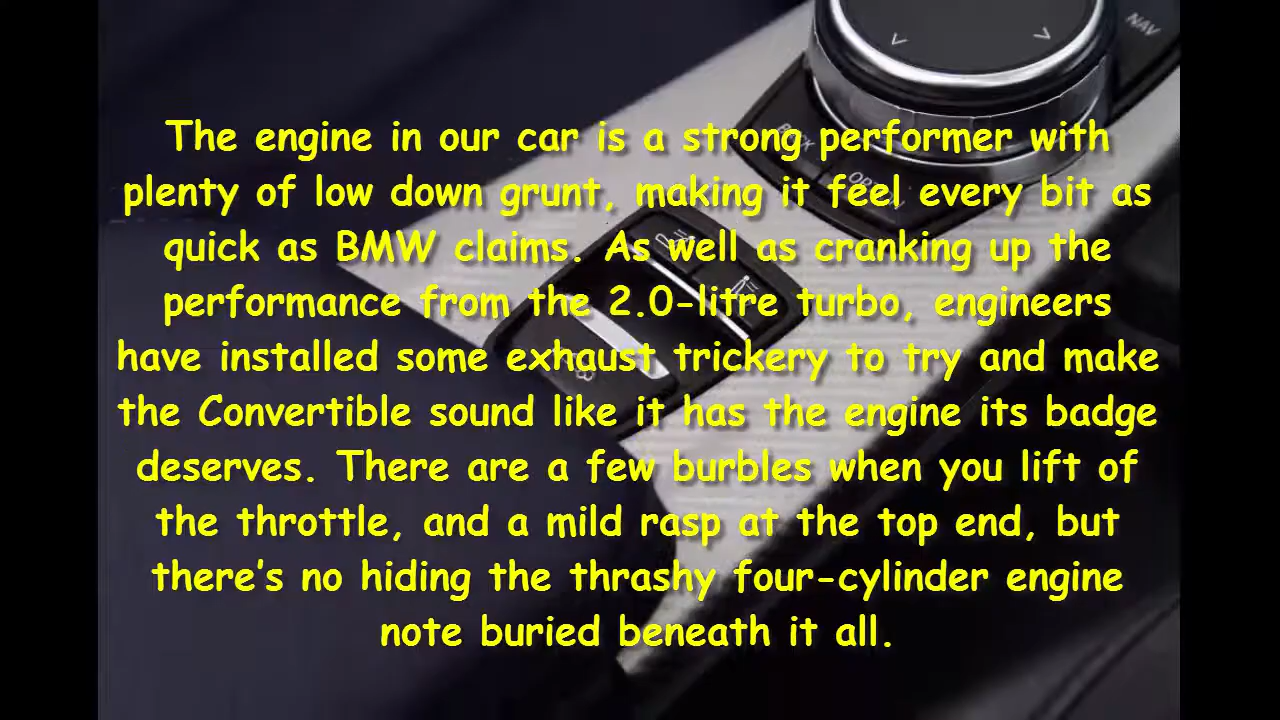 NAV
BACK
OPTION
The engine in our car is a strong performer with
plenty of low down grunt, making it feel every bit as
quick as BMW claims. As well as cranking up the
performance from the 2.0-litre turbo, engineers
have installed some exhaust trickery to try and make
the Convertible sound like it has the engine its badge
deserves. There are a few burbles when you lift of
the throttle, and a mild rasp at the top end, but
there's no hiding the thrashy four-cylinder engine
note buried beneath it all.